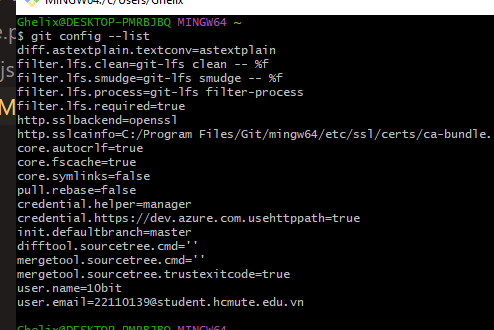 MINGW64:/c/Users/Ghelix
Ghelix@DESKTOP-PMRBJBQ MINGW64 ~
e.p
$ git config --list
diff.astextplain.textconv=astextplain
js
filter.lfs.clean=git-lfs clean -- %f
filter.lfs.smudge=git-lfs smudge -- %f
filter.lfs.process=git-lfs filter-process
M
filter.lfs.required=true
http.sslbackend=openssl
http.sslcainfo=C:/Program Files/Git/mingw64/etc/ssl/certs/ca-bundle.
core.autocrlf=true
core.fscache=true
core.symlinks=false
pull.rebase=false
credential.helper=manager
credential.https://dev.azure.com.usehttppath=true
init.defaultbranch=master
difftool.sourcetree.cmd=''
mergetool.sourcetree.cmd=''
mergetool.sourcetree.trustexitcode=true
user.name=10bit
user.email=22110139@student.hcmute.edu.vn
Ghelix@DESKTOP-PMRBJBQ MINGW64 ~